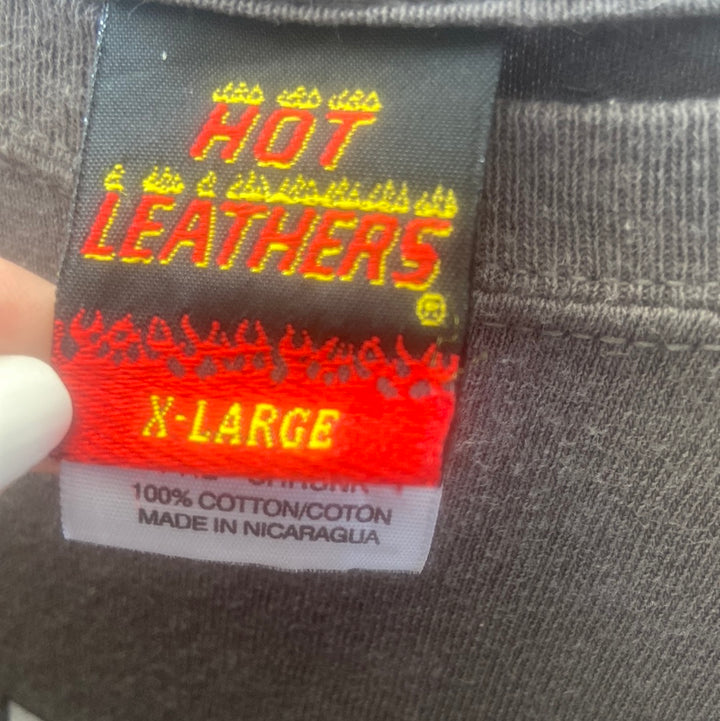 HOT
LEATHERS
®
X-LARGE
100% COTTON/COTON
MADE IN NICARAGUA